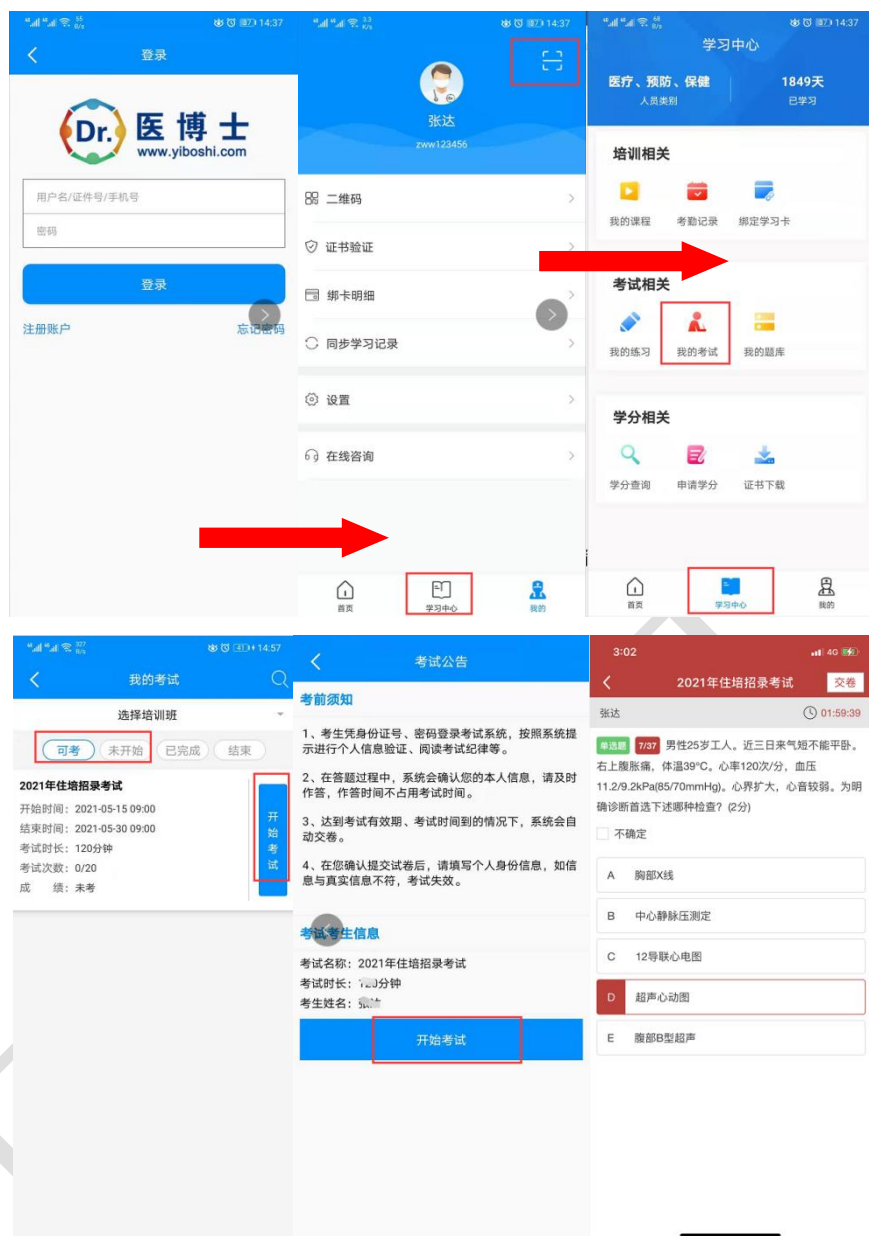 55
B/s
14:37
登录
Dr.
医博士
www.yiboshi.com
用户名/证件号/手机号
密码
登录
注册账户
忘记密码
3.3
K/s
14:37
张达
zww123456
二维码
证书验证
绑卡明细
同步学习记录
设置
在线咨询
首页
学习中心
我的
68
B/s
14:37
学习中心
医疗、预防、保健
人员类别
1849天
已学习
培训相关
我的课程
考勤记录
绑定学习卡
考试相关
我的练习
我的考试
我的题库
学分相关
学分查询
申请学分
证书下载
首页
学习中心
我的
327
B/s
41
14:57
我的考试
选择培训班
可考
未开始
已完成
结束
2021年住培招录考试
开始时间：2021-05-15 09:00
结束时间：2021-05-30 09:00
考试时长：120分钟
考试次数：0/20
成 绩：未考
开始考试
考试公告
考前须知
1、考生凭身份证号、密码登录考试系统，按照系统提
示进行个人信息验证、阅读考试纪律等。
2、在答题过程中，系统会确认您的本人信息，请及时
作答，作答时间不占用考试时间。
3、达到考试有效期、考试时间到的情况下，系统会自
动交卷。
4、在您确认提交试卷后，请填写个人身份信息，如信
息与真实信息不符，考试失效。
考试考生信息
考试名称：2021年住培招录考试
考试时长：120分钟
考生姓名：
开始考试
3:02
4G
2021年住培招录考试
交卷
张达
01:59:39
单选题 7/37 男性25岁工人。近三日来气短不能平卧。
右上腹胀痛，体温39°C。心率120次/分，血压
11.2/9.2kPa(85/70mmHg)。心界扩大，心音较弱。为明
确诊断首选下述哪种检查？(2分)
不确定
A 胸部X线
B 中心静脉压测定
C 12导联心电图
D 超声心动图
E 腹部B型超声